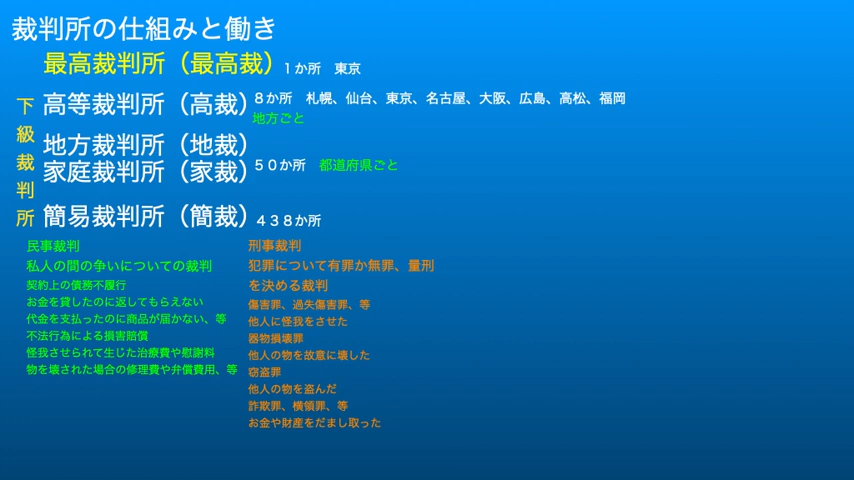 裁判所の仕組みと働き
最高裁判所（最高裁）１か所　東京
下級裁判所
高等裁判所（高裁）８か所　札幌、仙台、東京、名古屋、大阪、広島、高松、福岡
地方ごと
地方裁判所（地裁）
家庭裁判所（家裁）５０か所　都道府県ごと
簡易裁判所（簡裁）４３８か所
民事裁判
私人の間の争いについての裁判
契約上の債務不履行
お金を貸したのに返してもらえない
代金を支払ったのに商品が届かない、等
不法行為による損害賠償
怪我させられて生じた治療費や慰謝料
物を壊された場合の修理費や弁償費用、等
刑事裁判
犯罪について有罪か無罪、量刑
を決める裁判
傷害罪、過失傷害罪、等
他人に怪我をさせた
器物損壊罪
他人の物を故意に壊した
窃盗罪
他人の物を盗んだ
詐欺罪、横領罪、等
お金や財産をだまし取った